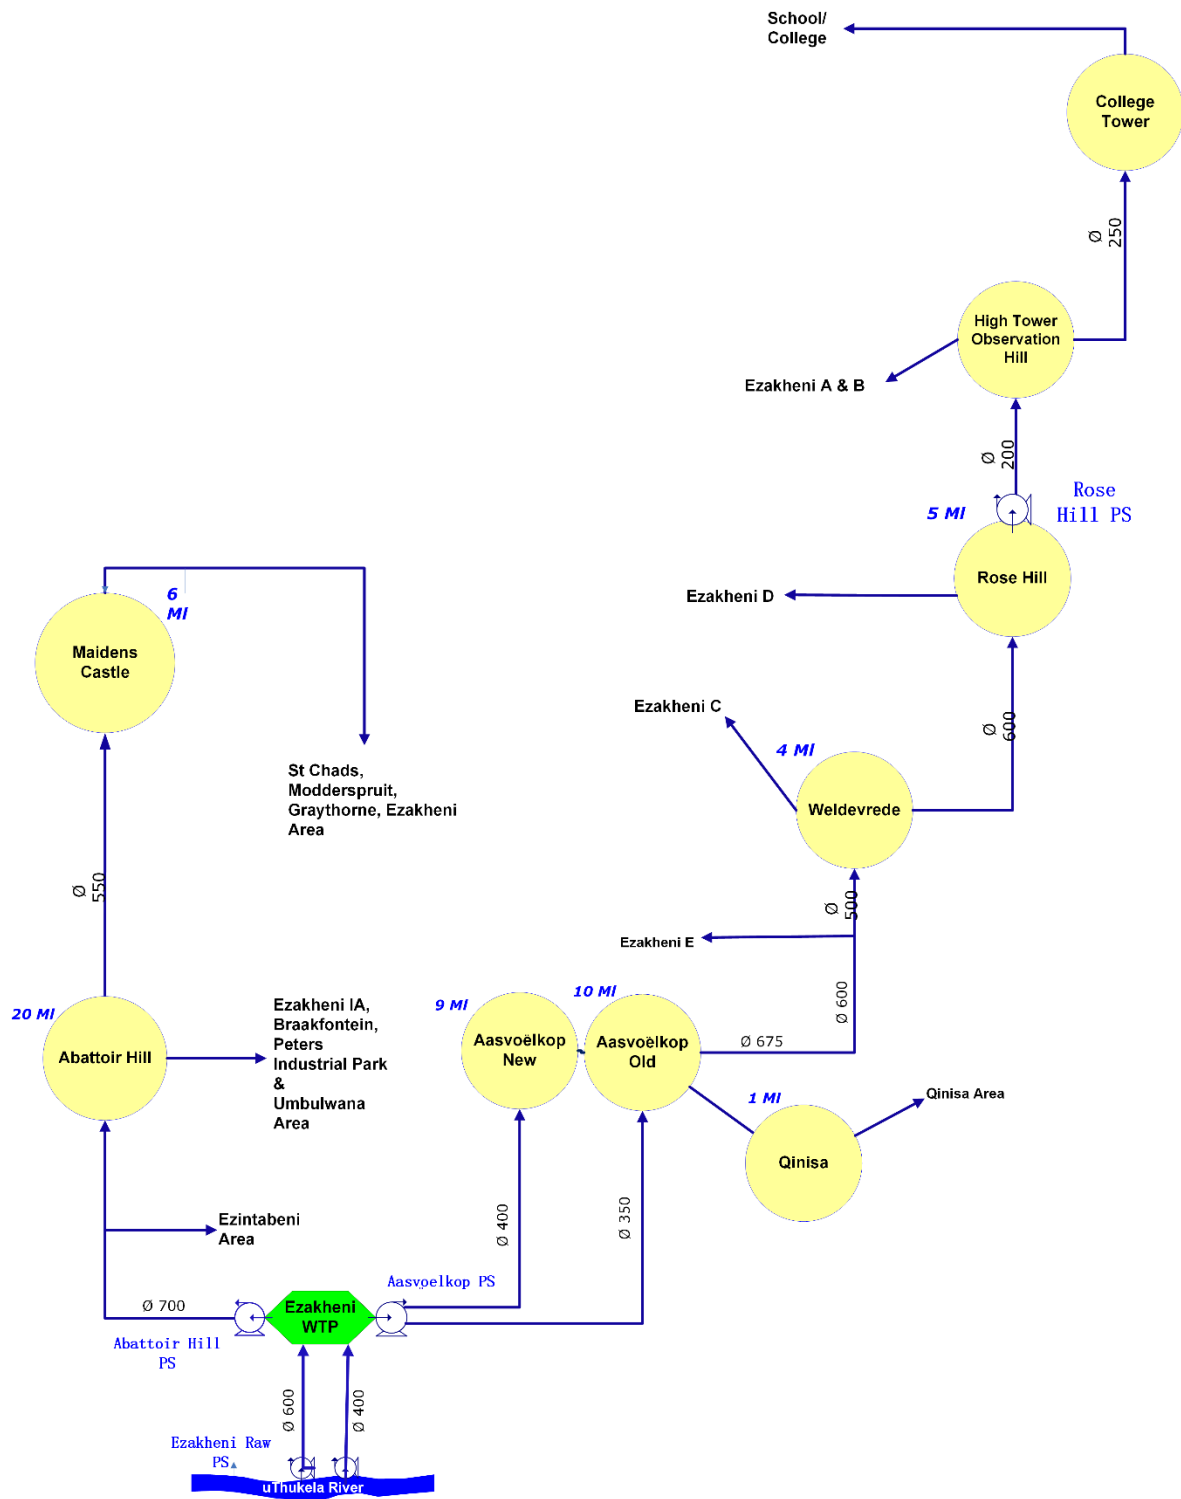 School/
College
College
Tower
Ø
250
High Tower
Observation
Hill
Ezakheni A & B
Ø
200
Rose
Hill PS
5 Ml
Rose Hill
Ezakheni D
6
Ml
Maidens
Castle
Ezakheni C
Ø
600
4 Ml
Weldevrede
St Chads,
Modderspruit,
Graythorne, Ezakheni
Area
Ø
550
Ø
500
Ezakheni E
20 Ml
Abattoir Hill
Ezakheni IA,
Braakfontein,
Peters
Industrial Park
&
Umbulwana
Area
9 Ml
Aasvoëlkop
New
10 Ml
Aasvoëlkop
Old
Ø 675
Ø 600
1 Ml
Qinisa
Qinisa Area
Ezintabeni
Area
Ø 400
Ø 350
Ø 700
Abattoir Hill
PS
Ezakheni
WTP
Aasvoelkop PS
Ø 600
Ø 400
Ezakheni Raw
PS
uThukela River